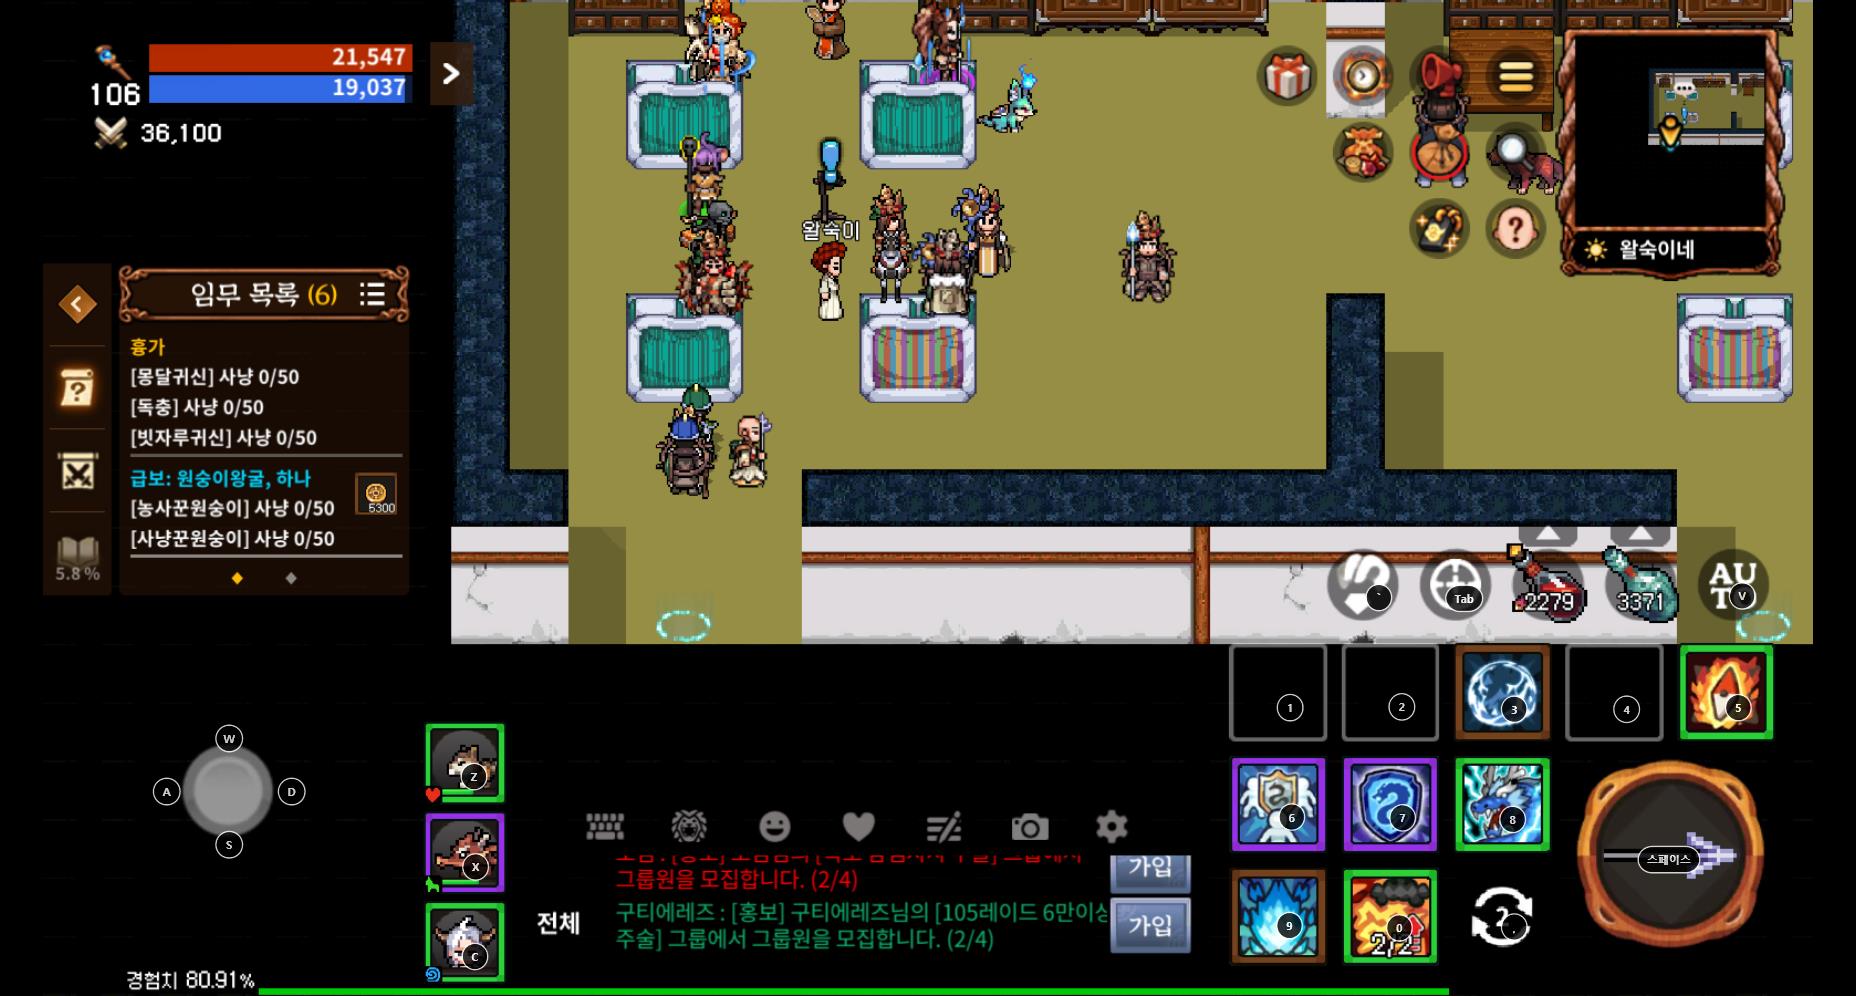 21,547
106
19,037
36,100
왈숙이
왈숙이네
임무 목록 (6)
흉가
[몽달귀신] 사냥 0/50
[독충] 사냥 0/50
[빗자루귀신] 사냥 0/50
급보: 원숭이왕굴, 하나
[농사꾼원숭이] 사냥 0/50
5300
[사냥꾼원숭이] 사냥 0/50
5.8%
`
Tab
2279
3371
AUTO
V
1
2
3
4
5
W
A
D
S
Z
X
C
6
7
8
스페이스
9
0
2/2
2
가입
그룹원을 모집합니다. (2/4)
전체
구티에레즈 : [홍보] 구티에레즈님의 [105레이드 6만이상
주술] 그룹에서 그룹원을 모집합니다. (2/4)
가입
경험치 80.91%